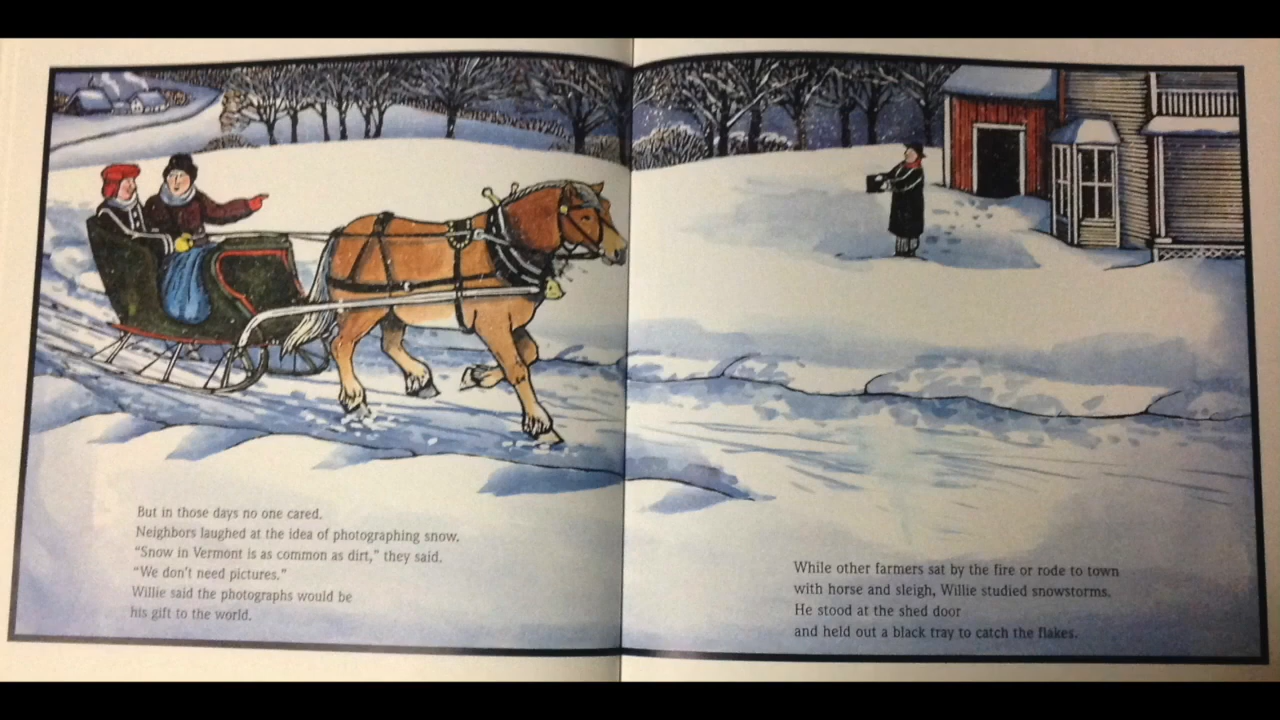 But in those days no one cared.
Neighbors laughed at the idea of photographing snow.
“Snow in Vermont is as common as dirt,” they said.
“We don't need pictures.”
Willie said the photographs would be
his gift to the world.
While other farmers sat by the fire or rode to town
with horse and sleigh, Willie studied snowstorms.
He stood at the shed door
and held out a black tray to catch the flakes.